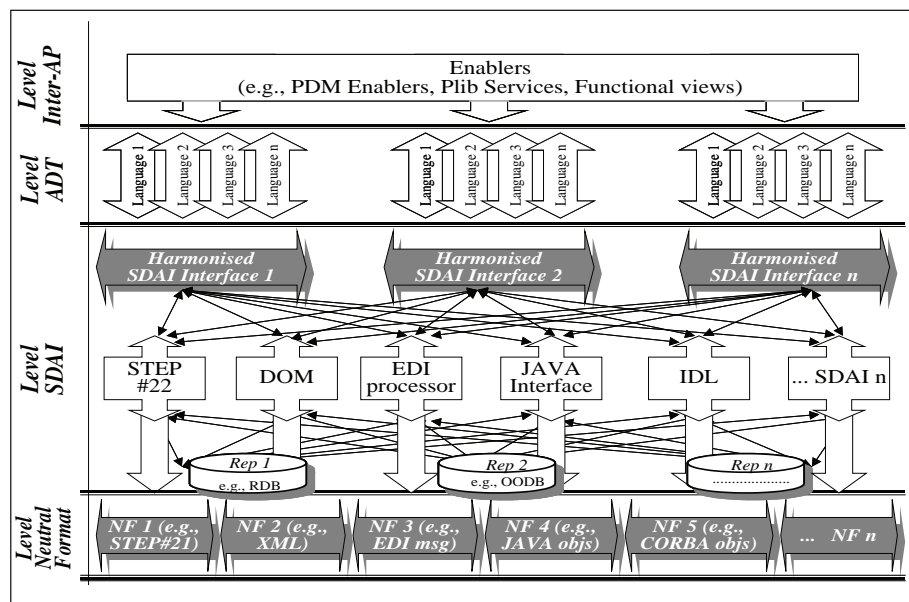 Level
Inter-AP
Enablers
(e.g., PDM Enablers, Plib Services, Functional views)
Level
ADT
Language 1
Language 2
Language 3
Language n
Language 1
Language 2
Language 3
Language n
Language 1
Language 2
Language 3
Language n
Harmonised
SDAI Interface 1
Harmonised
SDAI Interface 2
Harmonised
SDAI Interface n
Level
SDAI
STEP
#22
DOM
EDI
processor
JAVA
Interface
IDL
... SDAI n
Rep 1
e.g., RDB
Rep 2
e.g., OODB
Rep n
.....................
Level
Neutral
Format
NF 1 (e.g.,
STEP#21)
NF 2 (e.g.,
XML)
NF 3 (e.g.,
EDI msg)
NF 4 (e.g.,
JAVA objs)
NF 5 (e.g.,
CORBA objs)
... NF n